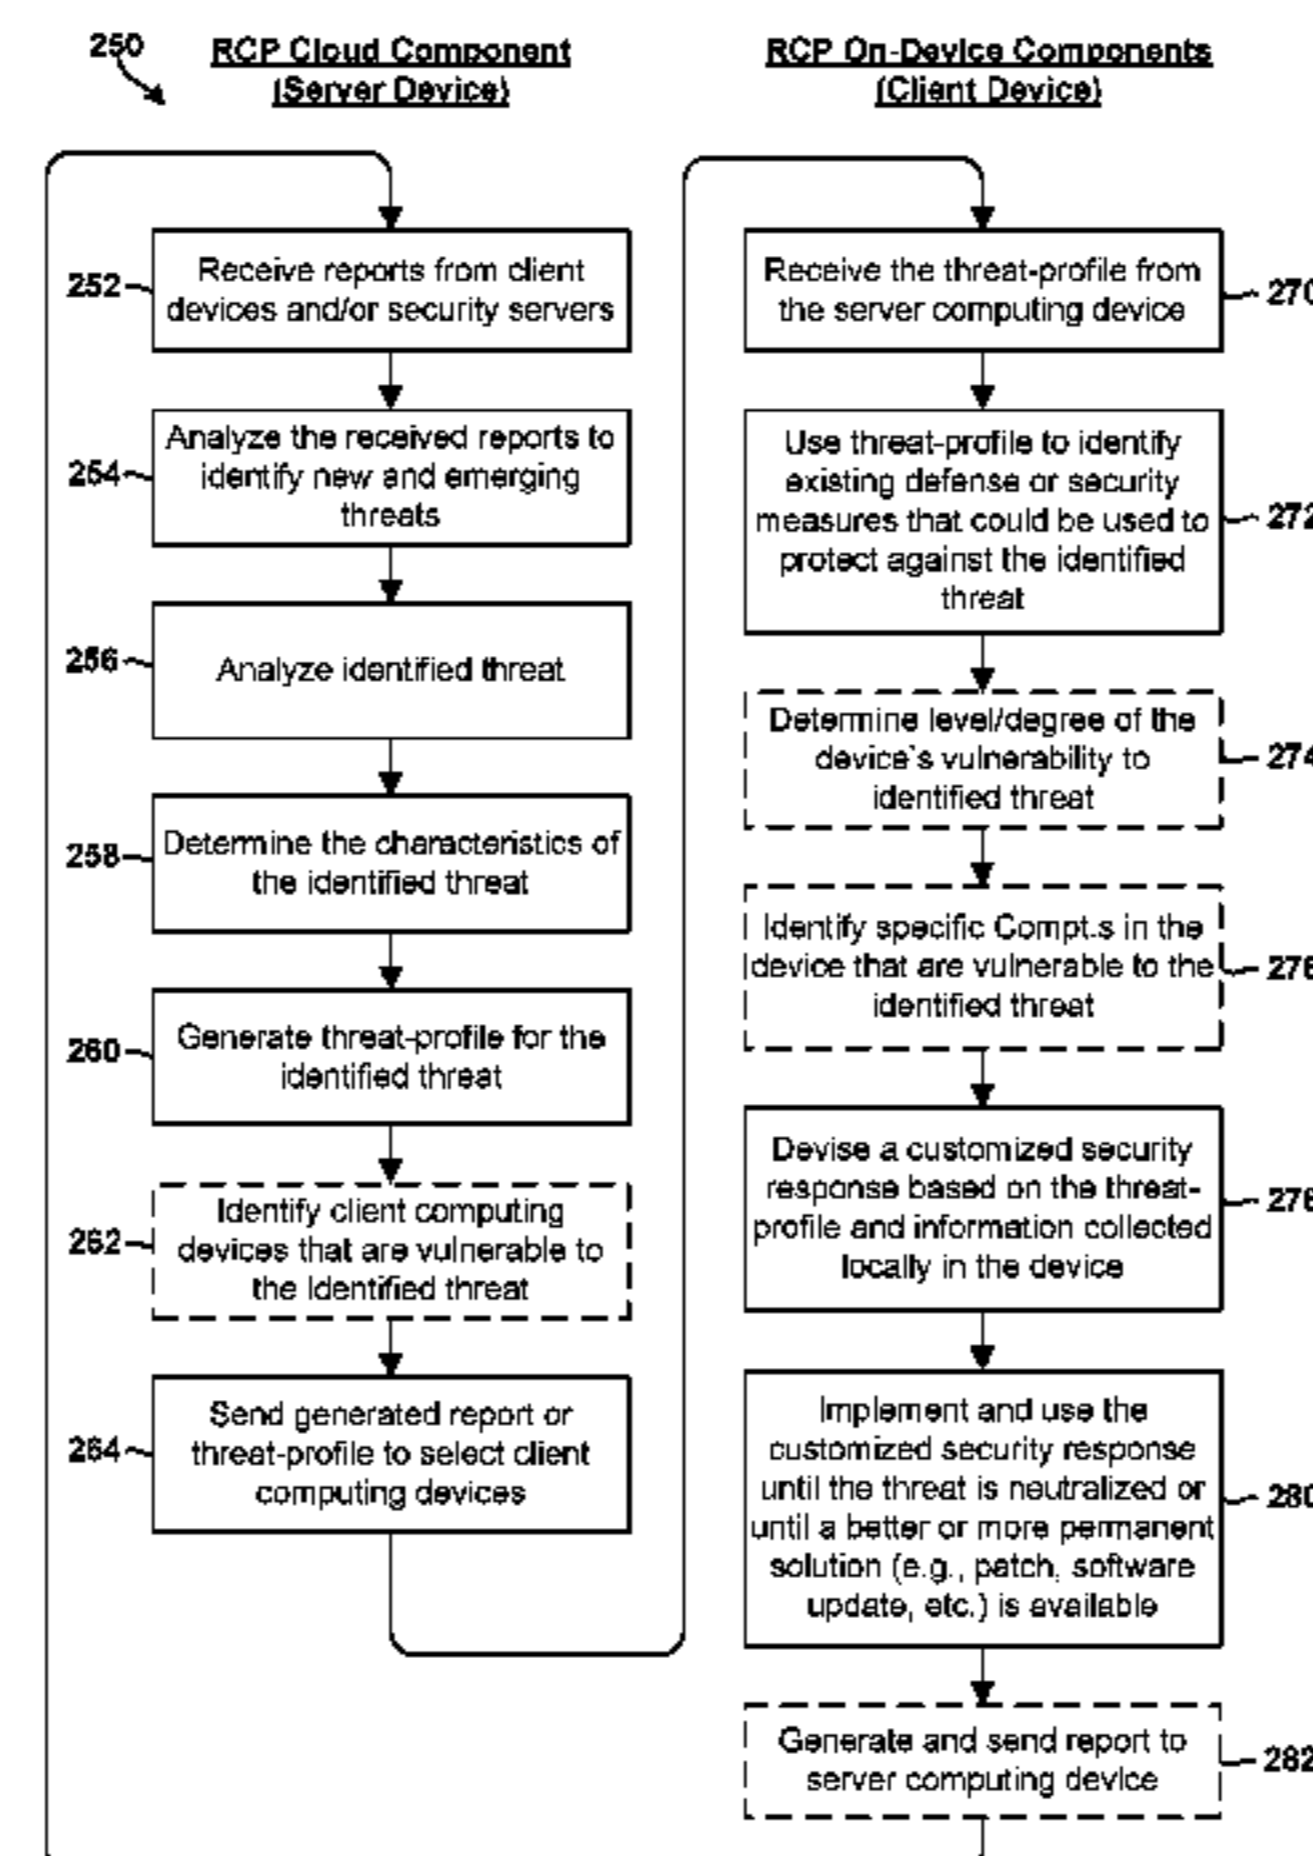 250
RCP Cloud Component
(Server Device)
RCP On-Device Components
(Client Device)
252
Receive reports from client
devices and/or security servers
254
Analyze the received reports to
identify new and emerging
threats
256
Analyze identified threat
258
Determine the characteristics of
the identified threat
260
Generate threat-profile for the
identified threat
262
Identify client computing
devices that are vulnerable to
the identified threat
264
Send generated report or
threat-profile to select client
computing devices
Receive the threat-profile from
the server computing device
270
Use threat-profile to identify
existing defense or security
measures that could be used to
protect against the identified
threat
272
Determine level/degree of the
device's vulnerability to
identified threat
274
Identify specific Compt.s in the
device that are vulnerable to the
identified threat
276
Devise a customized security
response based on the threat-
profile and information collected
locally in the device
278
Implement and use the
customized security response
until the threat is neutralized or
until a better or more permanent
solution (e.g., patch, software
update, etc.) is available
280
Generate and send report to
server computing device
282